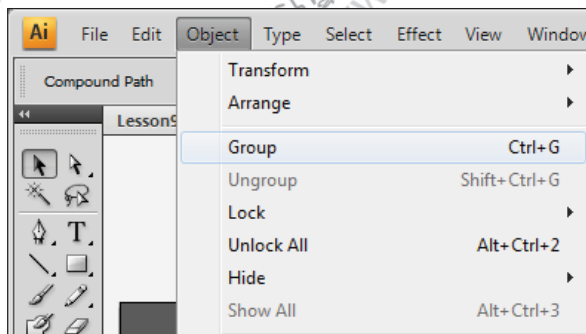 Ai File Edit Object Type Select Effect View Window
Compound Path
Lesson9
Transform
Arrange
Group Ctrl+G
Ungroup Shift+Ctrl+G
Lock
Unlock All Alt+Ctrl+2
Hide
Show All Alt+Ctrl+3